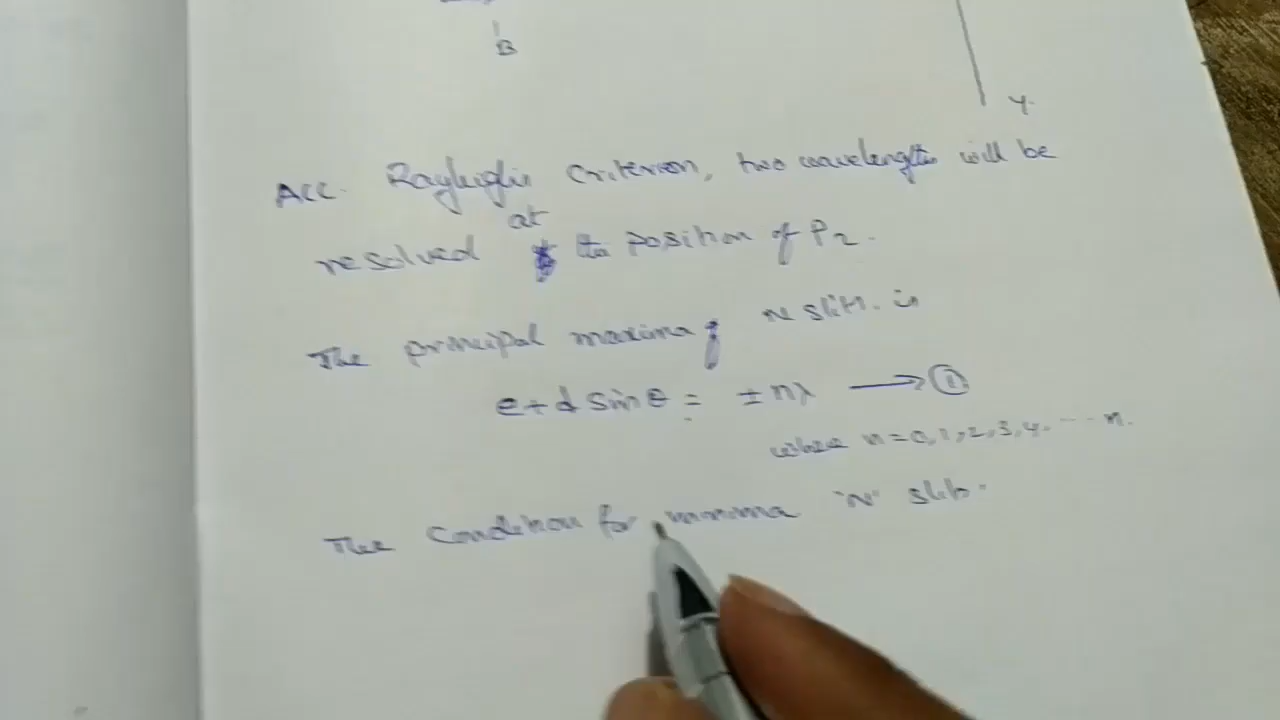 B
Y
Acc. Rayleigh's Criterion, two wavelengths will be
at
resolved the position of P2.
The principal maxima of N slits. is
e+d sinθ = ±nλ → ①
where n=0,1,2,3,4,....n.
The Condition for minima "N" slits.